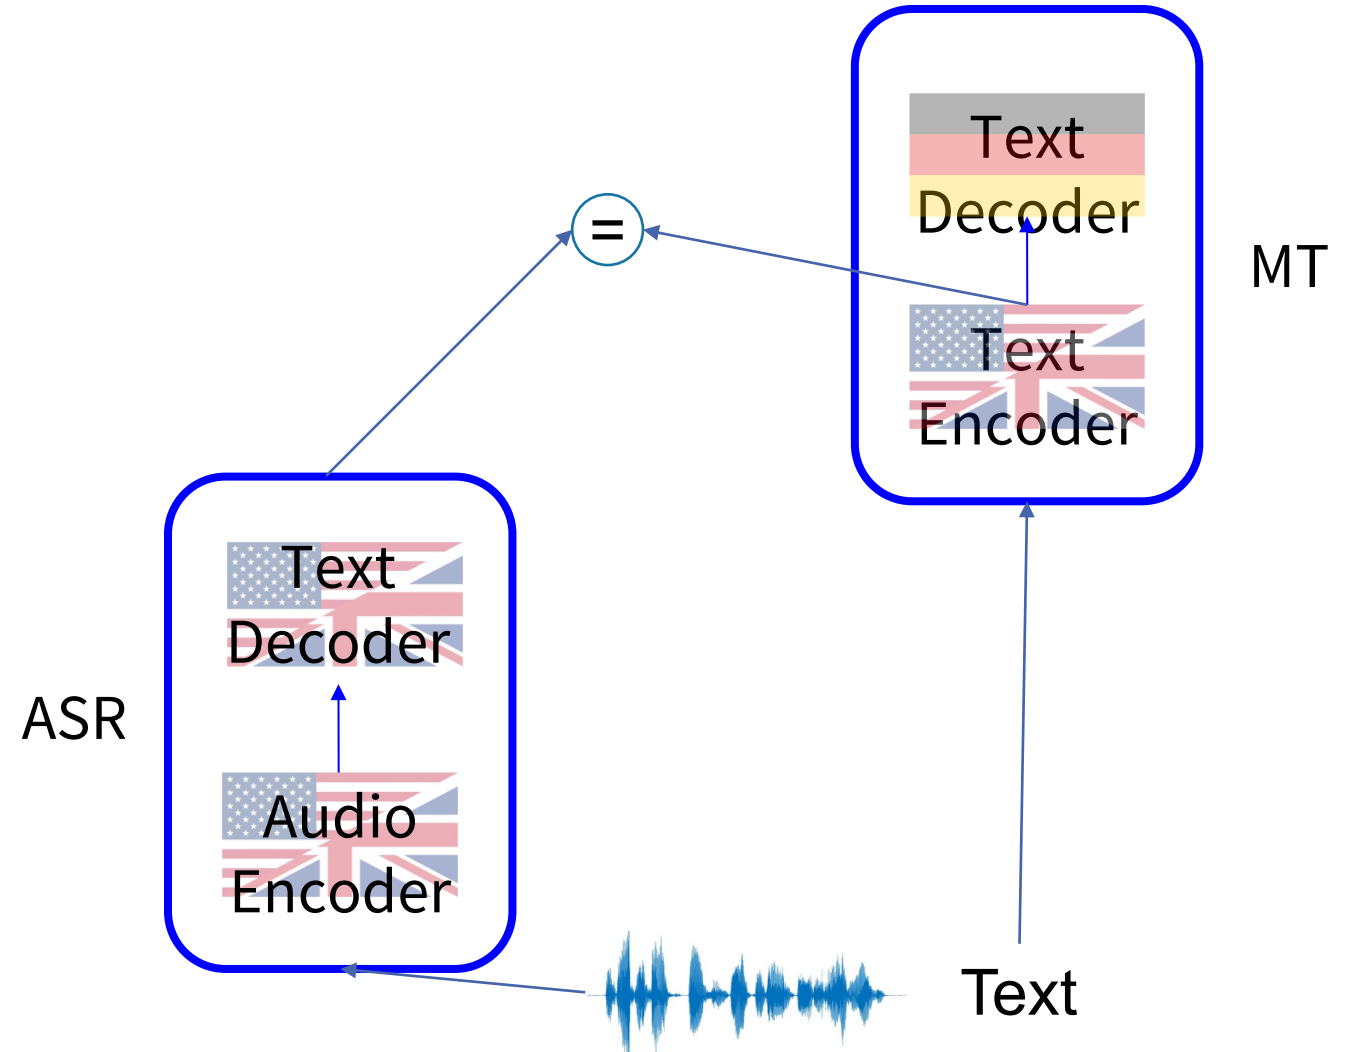 Text
Decoder
=
MT
Text
Encoder
Text
Decoder
ASR
Audio
Encoder
Text